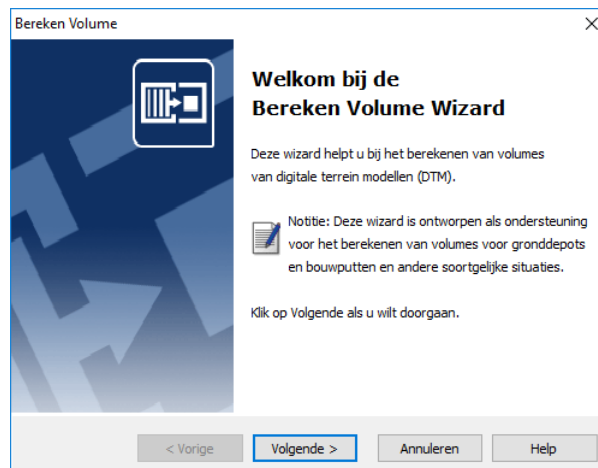 Bereken Volume
Welkom bij de
Bereken Volume Wizard
Deze wizard helpt u bij het berekenen van volumes
van digitale terrein modellen (DTM).
Notitie: Deze wizard is ontworpen als ondersteuning
voor het berekenen van volumes voor gronddepots
en bouwputten en andere soortgelijke situaties.
Klik op Volgende als u wilt doorgaan.
< Vorige Volgende > Annuleren Help